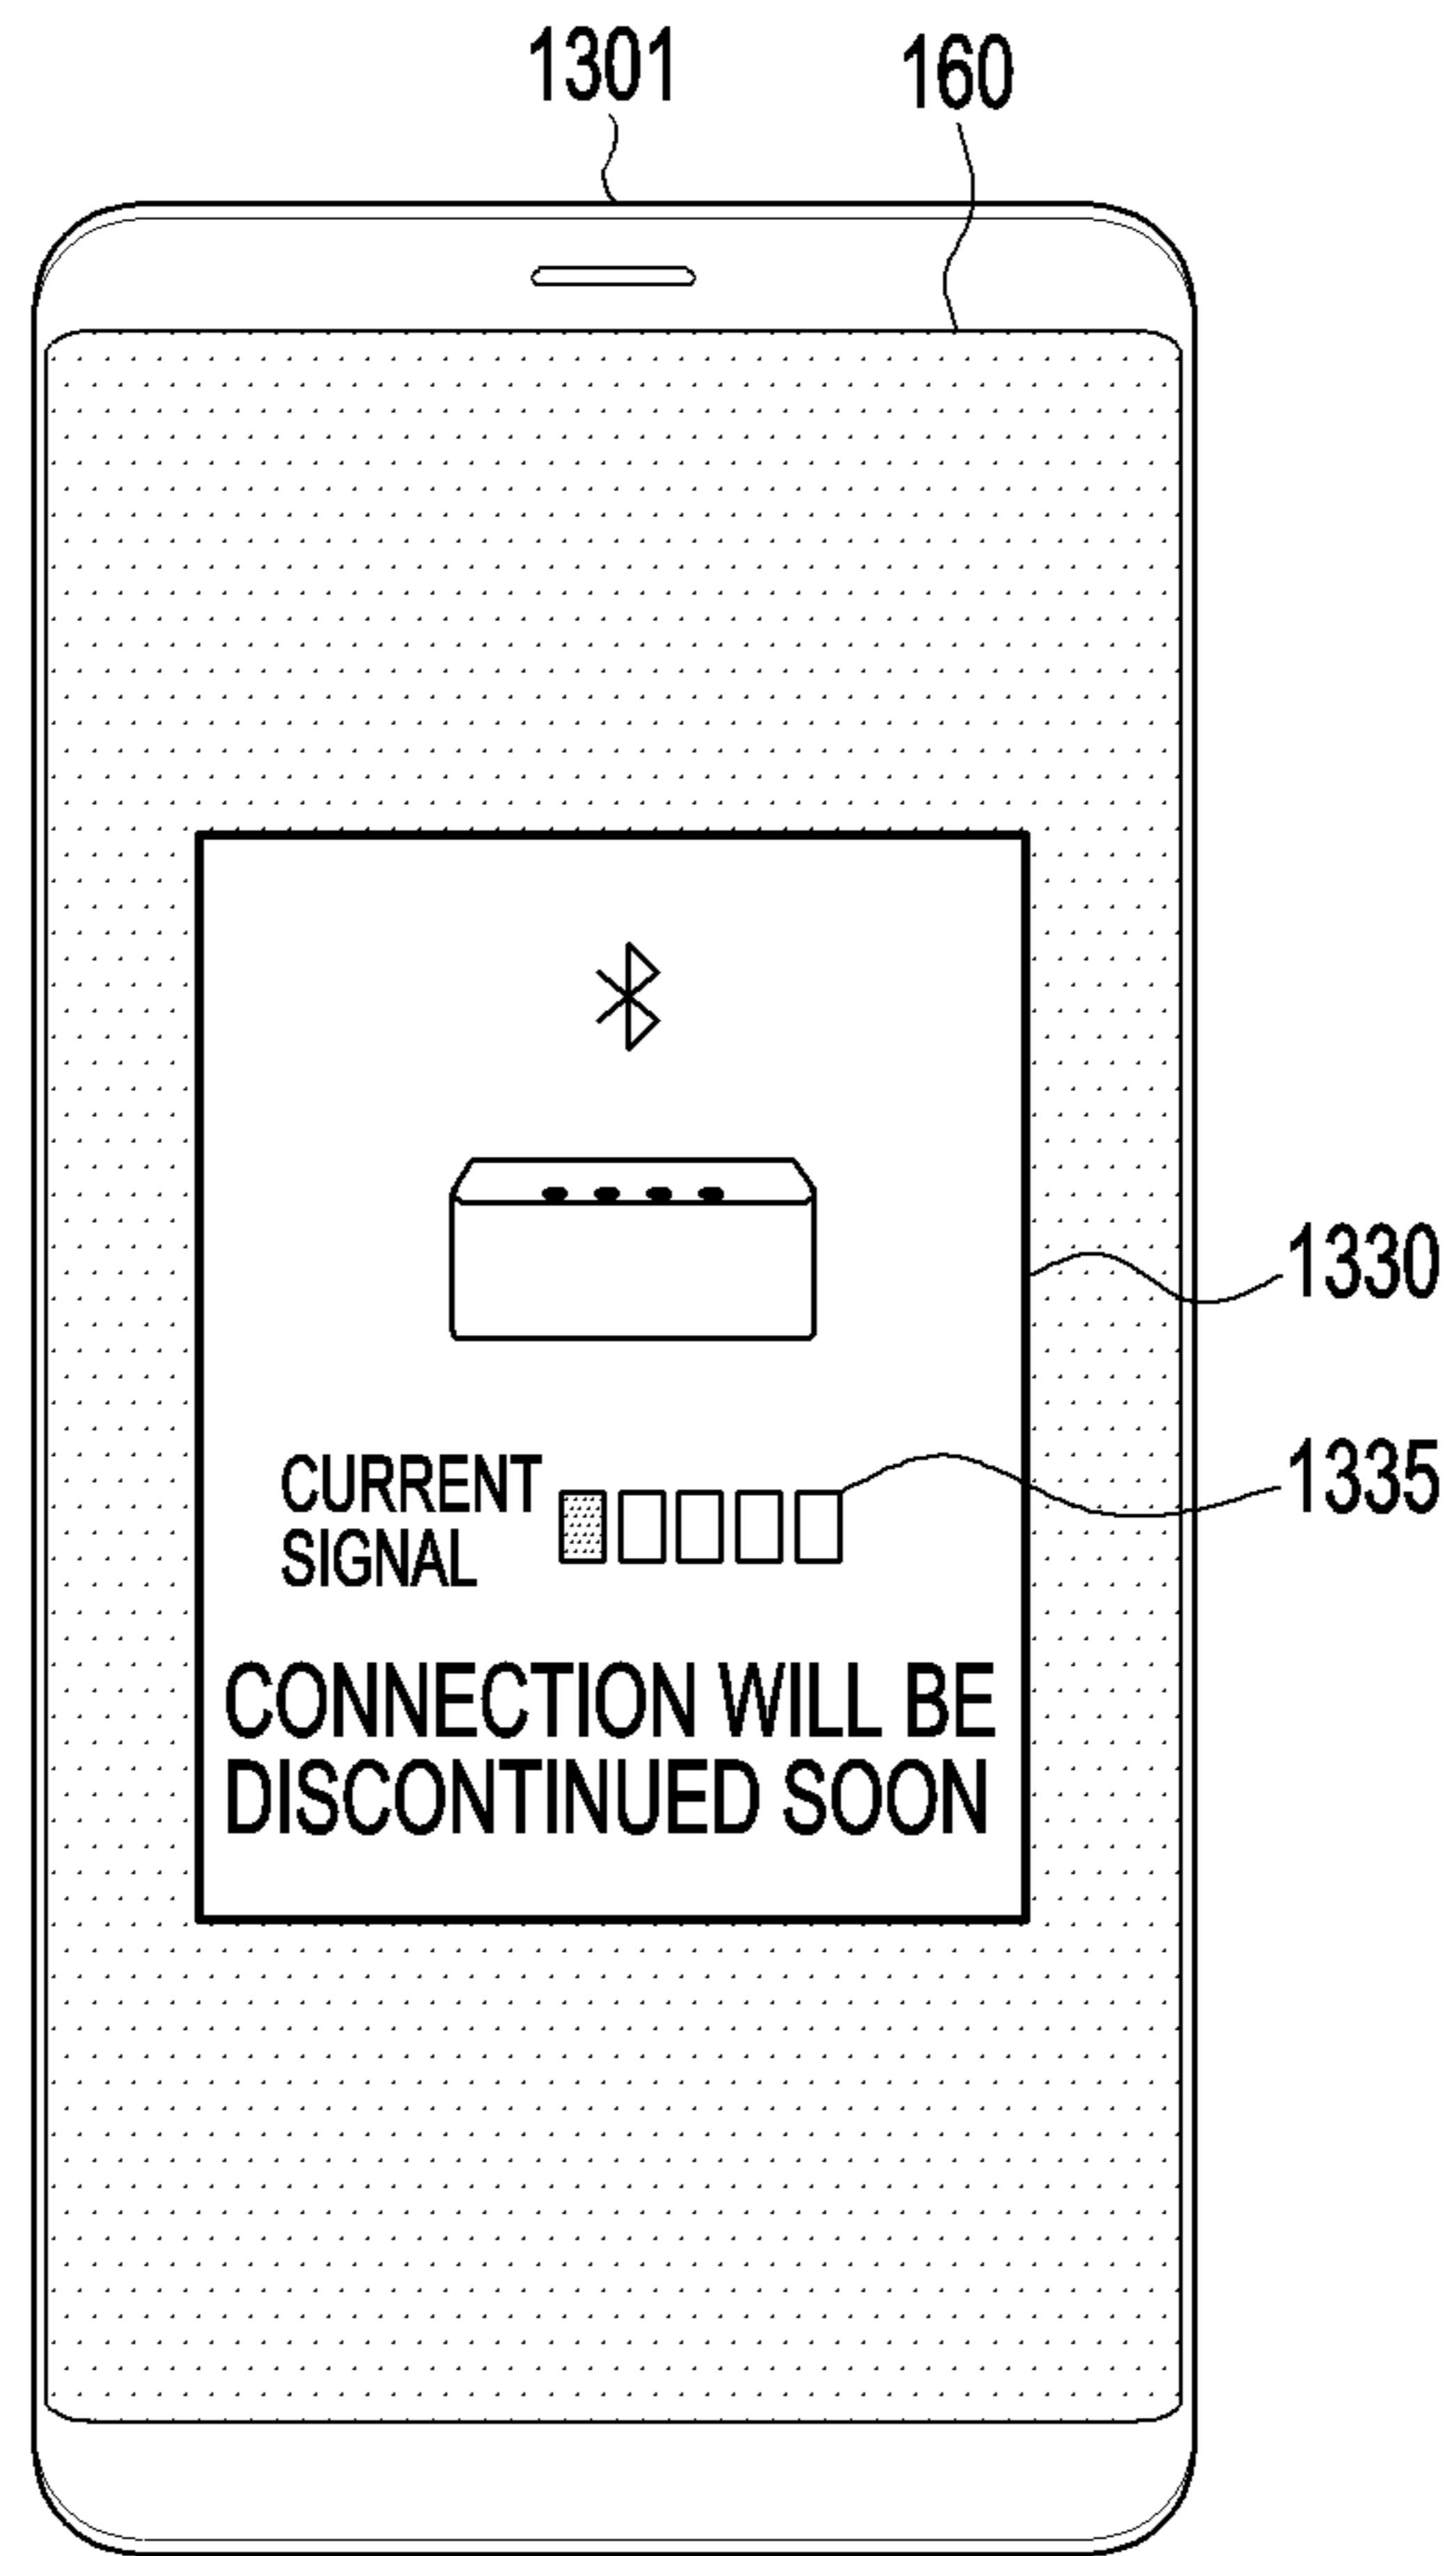 1301
160
1330
CURRENT
SIGNAL
1335
CONNECTION WILL BE
DISCONTINUED SOON